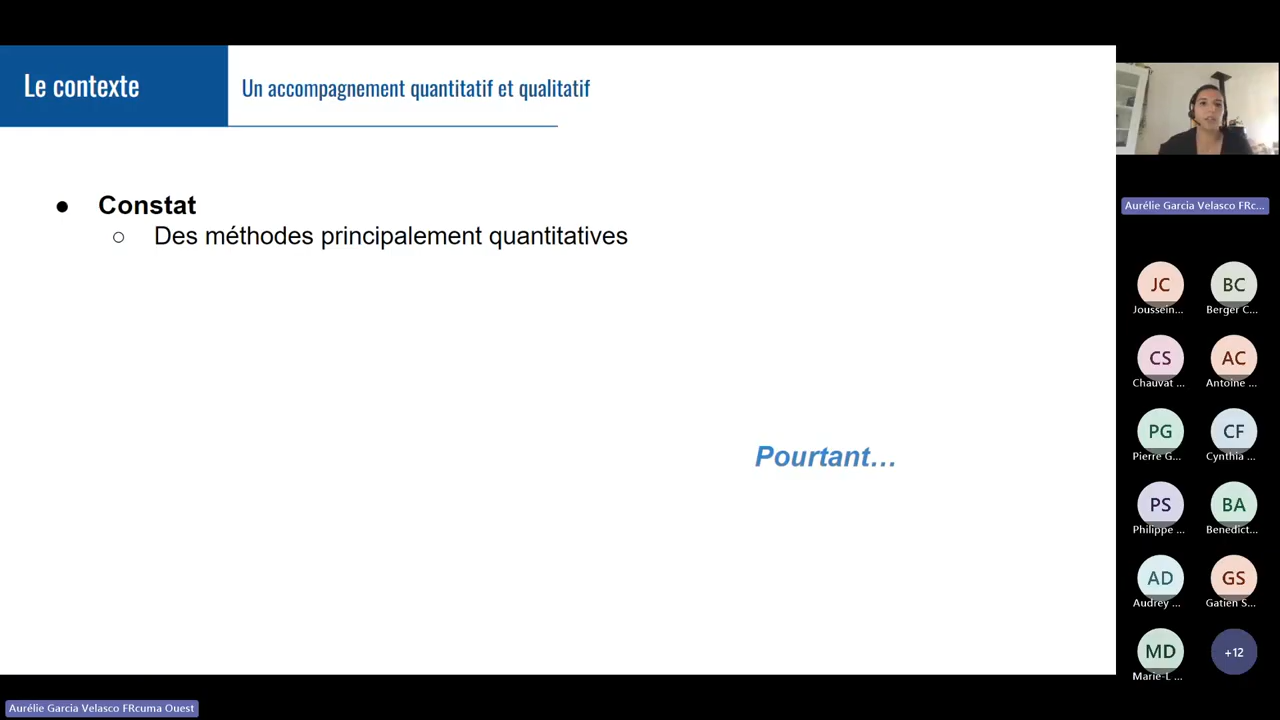 Le contexte
Un accompagnement quantitatif et qualitatif
● Constat
○ Des méthodes principalement quantitatives
Pourtant…
Aurélie Garcia Velasco FRc...
JC
BC
Joussein...
Berger C...
CS
AC
Chauvat ...
Antoine ...
PG
CF
Pierre G...
Cynthia ...
PS
BA
Philippe ...
Benedict...
AD
GS
Audrey ...
Gatien S...
MD
+12
Marie-L ...
Aurélie Garcia Velasco FRcuma Ouest